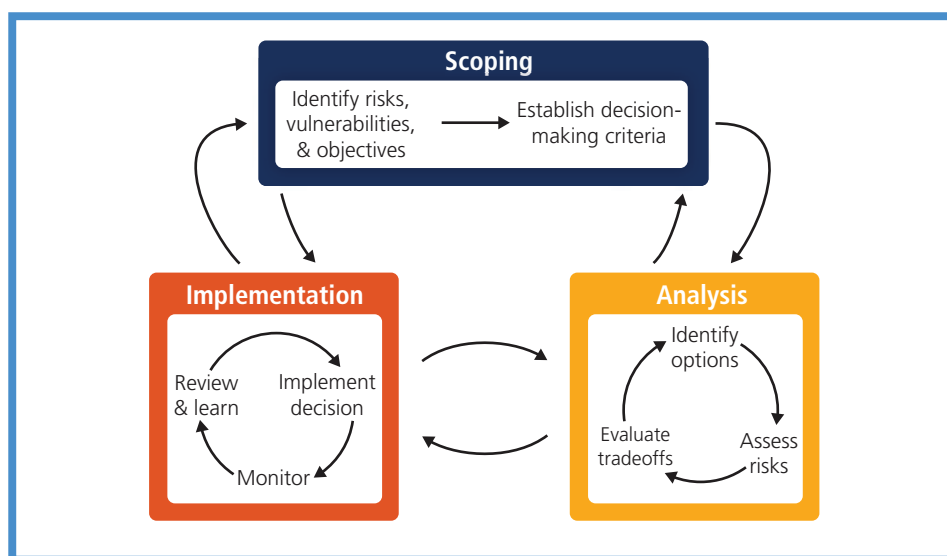 Scoping
Identify risks,
vulnerabilities,
& objectives
Establish decision-
making criteria
Implementation
Review
& learn
Implement
decision
Monitor
Analysis
Identify
options
Evaluate
tradeoffs
Assess
risks